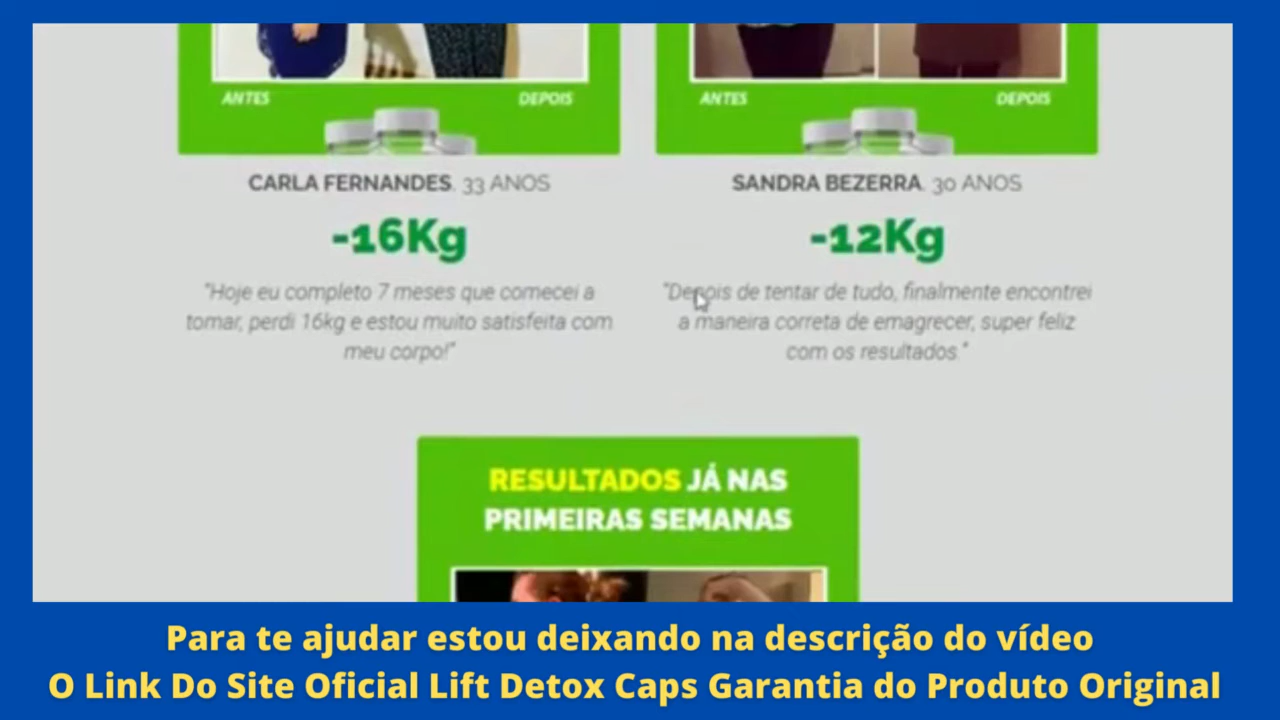 ANTES DEPOIS
ANTES DEPOIS
CARLA FERNANDES. 33 ANOS
-16Kg
"Hoje eu completo 7 meses que comecei a
tomar, perdi 16kg e estou muito satisfeita com
meu corpo!"
SANDRA BEZERRA. 30 ANOS
-12Kg
"Depois de tentar de tudo, finalmente encontrei
a maneira correta de emagrecer, super feliz
com os resultados."
RESULTADOS JÁ NAS
PRIMEIRAS SEMANAS
Para te ajudar estou deixando na descrição do vídeo
O Link Do Site Oficial Lift Detox Caps Garantia do Produto Original